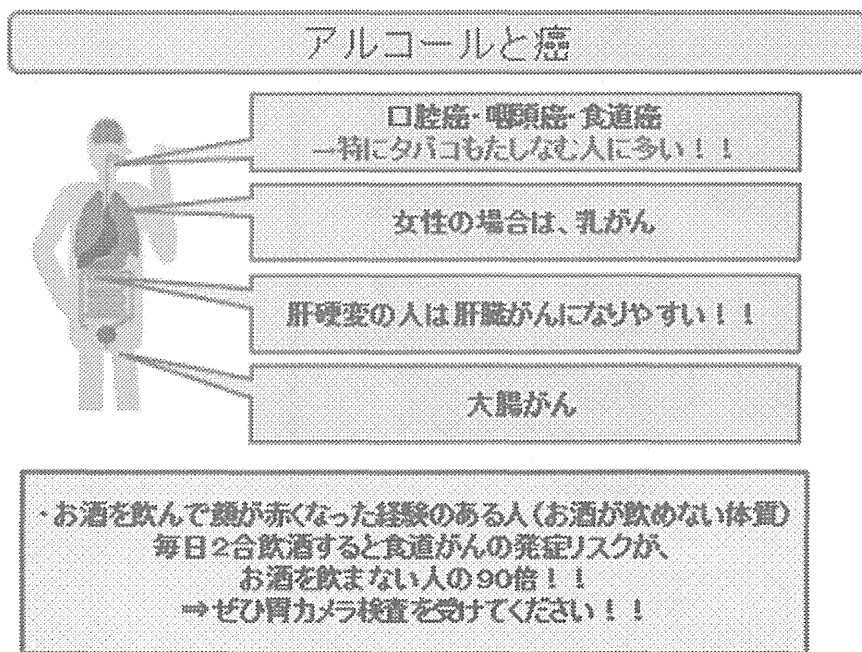 アルコールと癌
口腔癌・咽頭癌・食道癌
→特にタバコもたしなむ人に多い！！
女性の場合は、乳がん
肝硬変の人は肝臓がんになりやすい！！
大腸がん
・お酒を飲んで顔が赤くなった経験のある人（お酒が飲めない体質）
毎日2合飲酒すると食道がんの発症リスクが、
お酒を飲まない人の90倍！！
⇒ぜひ胃カメラ検査を受けてください！！